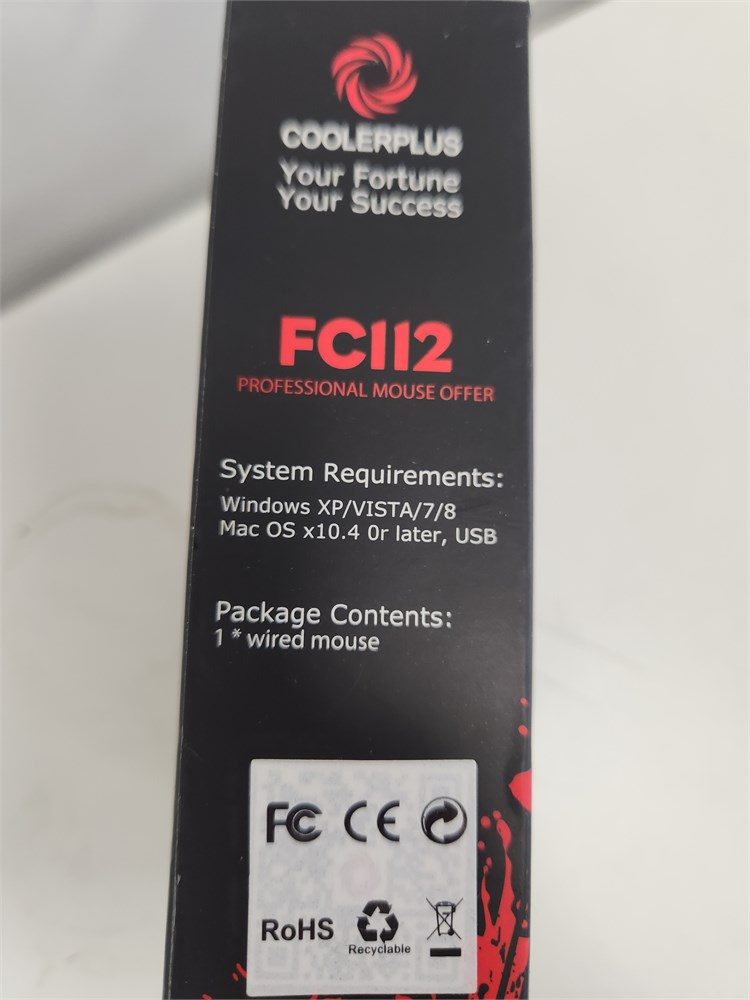 COOLERPLUS
Your Fortune
Your Success
FC112
PROFESSIONAL MOUSE OFFER
System Requirements:
Windows XP/VISTA/7/8
Mac OS x10.4 0r later, USB
Package Contents:
1 * wired mouse
FC CE
RoHS
Recyclable